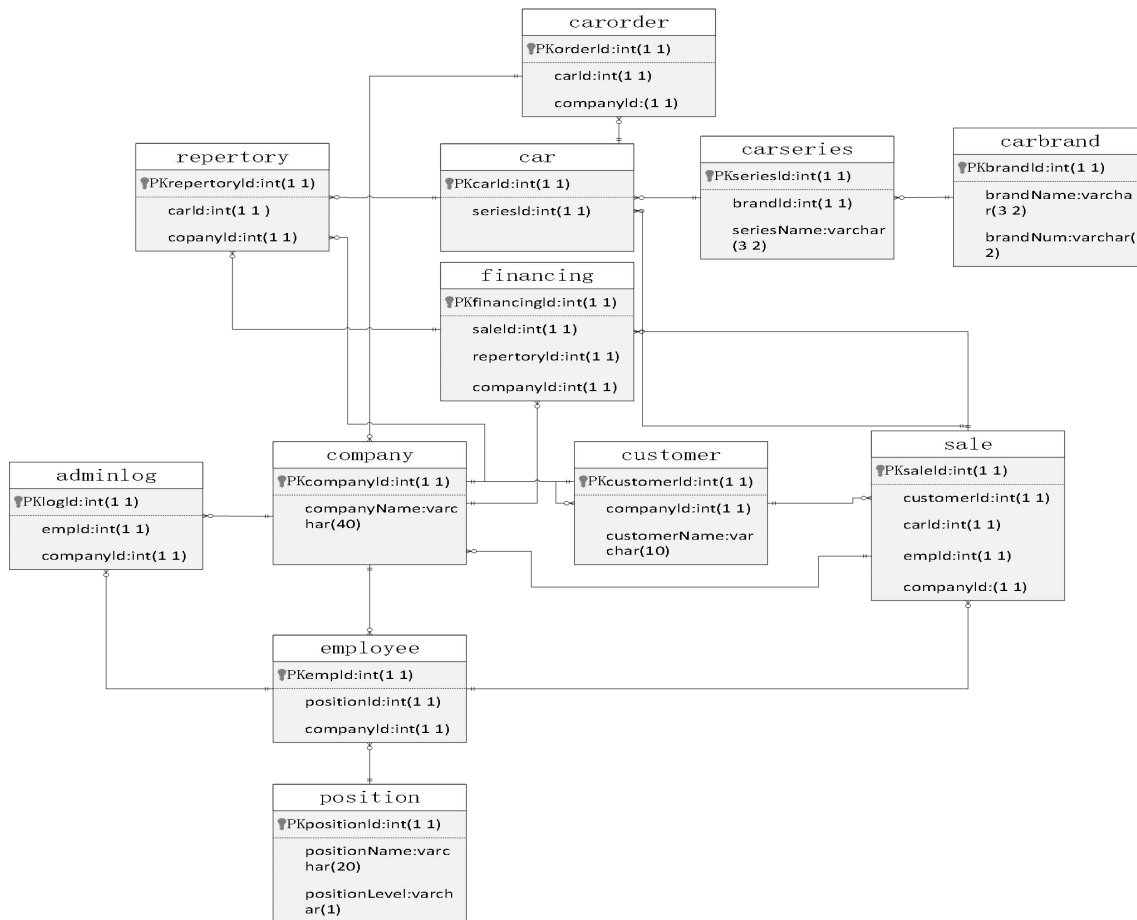 carorder
PKorderId:int(1 1)
carId:int(1 1)
companyId:(1 1)
repertory
PKrepertoryId:int(1 1)
carId:int(1 1 )
copanyId:int(1 1)
car
PKcarId:int(1 1)
seriesId:int(1 1)
carseries
PKseriesId:int(1 1)
brandId:int(1 1)
seriesName:varchar
(3 2)
carbrand
PKbrandId:int(1 1)
brandName:varcha
r(3 2)
brandNum:varchar(
2)
financing
PKfinancingId:int(1 1)
saleId:int(1 1)
repertoryId:int(1 1)
companyId:int(1 1)
adminlog
PKlogId:int(1 1)
empId:int(1 1)
companyId:int(1 1)
company
PKcompanyId:int(1 1)
companyName:varc
har(40)
customer
PKcustomerId:int(1 1)
companyId:int(1 1)
customerName:var
char(10)
sale
PKsaleId:int(1 1)
customerId:int(1 1)
carId:int(1 1)
empId:int(1 1)
companyId:(1 1)
employee
PKempId:int(1 1)
positionId:int(1 1)
companyId:int(1 1)
position
PKpositionId:int(1 1)
positionName:varc
har(20)
positionLevel:varch
ar(1)